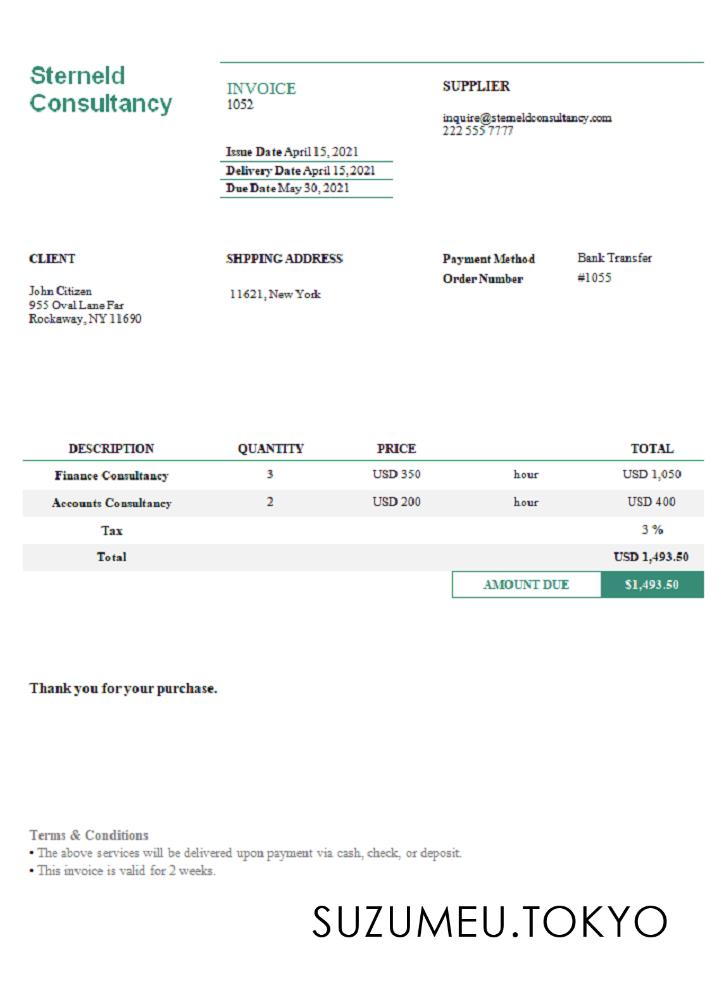 Sterneld
Consultancy
INVOICE
1052
SUPPLIER
inquire@sterneldconsultancy.com
222 555 7777
Issue Date April 15, 2021
Delivery Date April 15, 2021
Due Date May 30, 2021
CLIENT
SHPPING ADDRESS
Payment Method Bank Transfer
Order Number #1055
John Citizen
955 Oval Lane Far
Rockaway, NY 11690
11621, New York
DESCRIPTION QUANTITY PRICE TOTAL
Finance Consultancy 3 USD 350 hour USD 1,050
Accounts Consultancy 2 USD 200 hour USD 400
Tax 3 %
Total USD 1,493.50
AMOUNT DUE $1,493.50
Thank you for your purchase.
Terms & Conditions
• The above services will be delivered upon payment via cash, check, or deposit.
• This invoice is valid for 2 weeks.
SUZUMEU.TOKYO